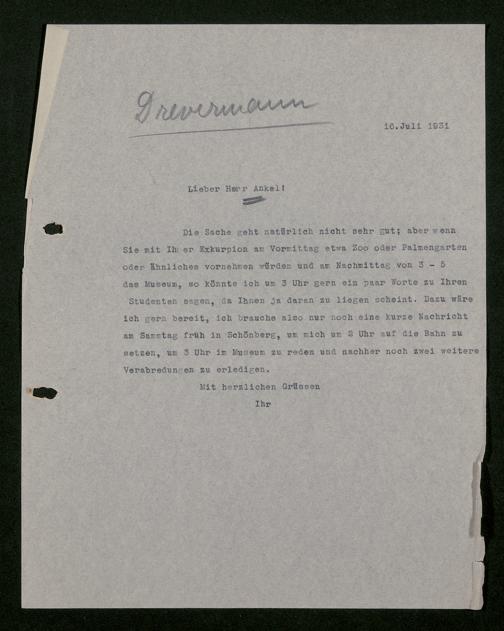 Drevermann
16.Juli 1931
Lieber Herr Ankel!
Die Sache geht natürlich nicht sehr gut; aber wenn
Sie mit Ihrer Exkurpion am Vormittag etwa Zoo oder Palmengarten
oder Ähnliches vornehmen würden und am Nachmittag von 3 - 5
das Museum, so könnte ich um 3 Uhr gern ein paar Worte zu Ihren
Studenten sagen, da Ihnen ja daran zu liegen scheint. Dazu wäre
ich gern bereit, ich brauche also nur noch eine kurze Nachricht
am Samstag früh in Schönberg, um mich um 2 Uhr auf die Bahn zu
setzen, um 3 Uhr im Museum zu reden und nachher noch zwei weitere
Verabredungen zu erledigen.
Mit herzlichen Grüssen
Ihr